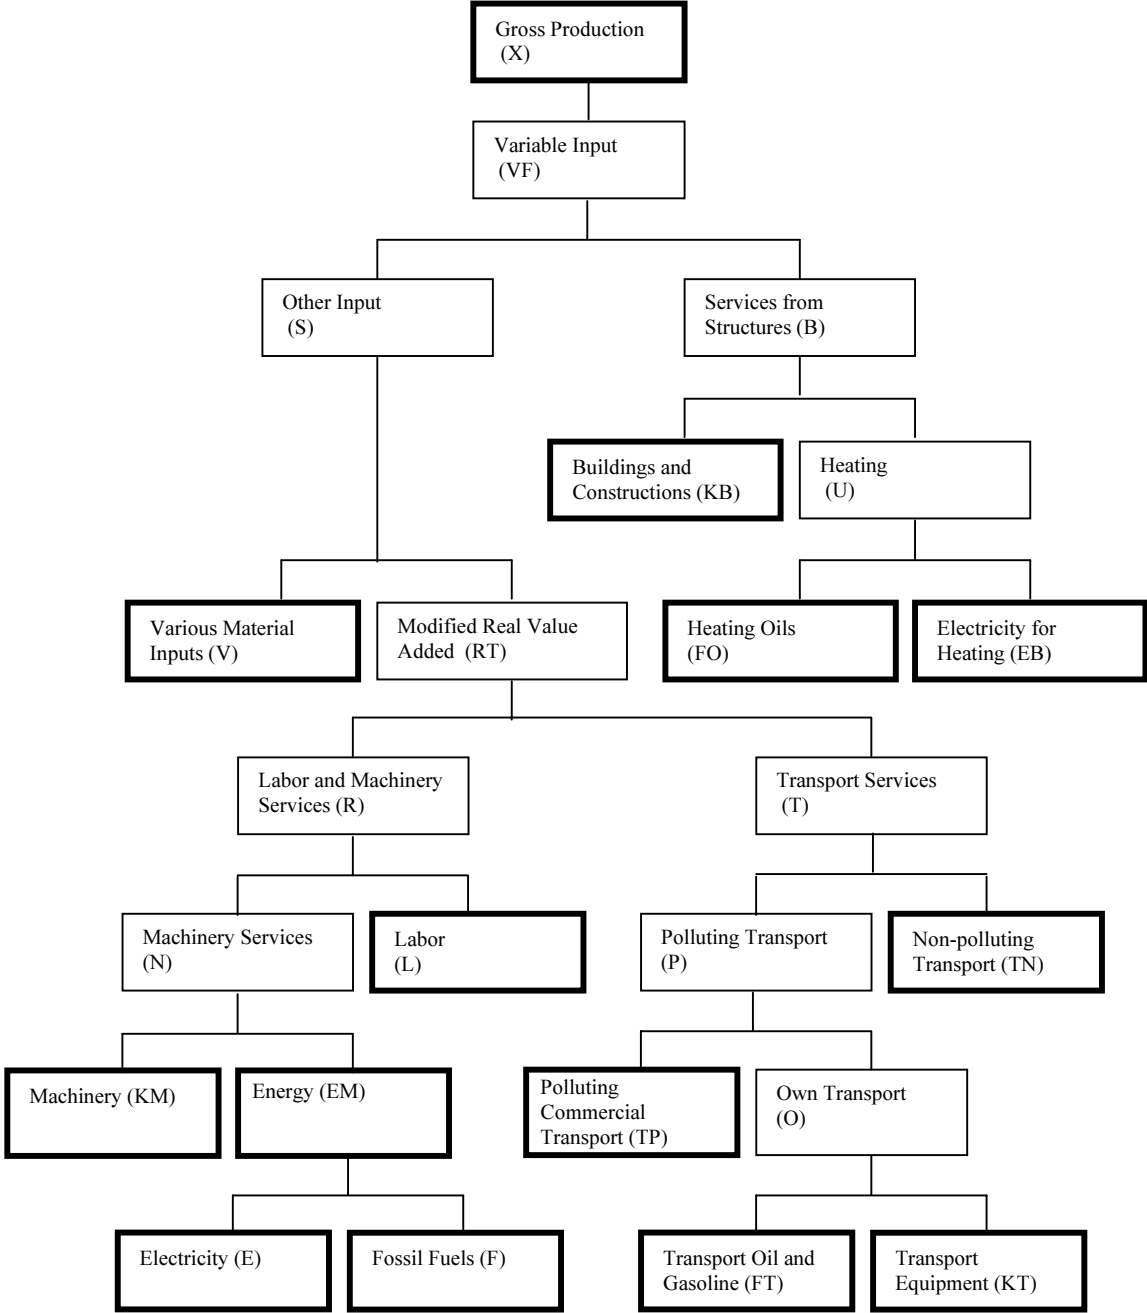 Gross Production
(X)
Variable Input
(VF)
Other Input
(S)
Services from
Structures (B)
Buildings and
Constructions (KB)
Heating
(U)
Various Material
Inputs (V)
Modified Real Value
Added (RT)
Heating Oils
(FO)
Electricity for
Heating (EB)
Labor and Machinery
Services (R)
Transport Services
(T)
Machinery Services
(N)
Labor
(L)
Polluting Transport
(P)
Non-polluting
Transport (TN)
Machinery (KM)
Energy (EM)
Polluting
Commercial
Transport (TP)
Own Transport
(O)
Electricity (E)
Fossil Fuels (F)
Transport Oil and
Gasoline (FT)
Transport
Equipment (KT)